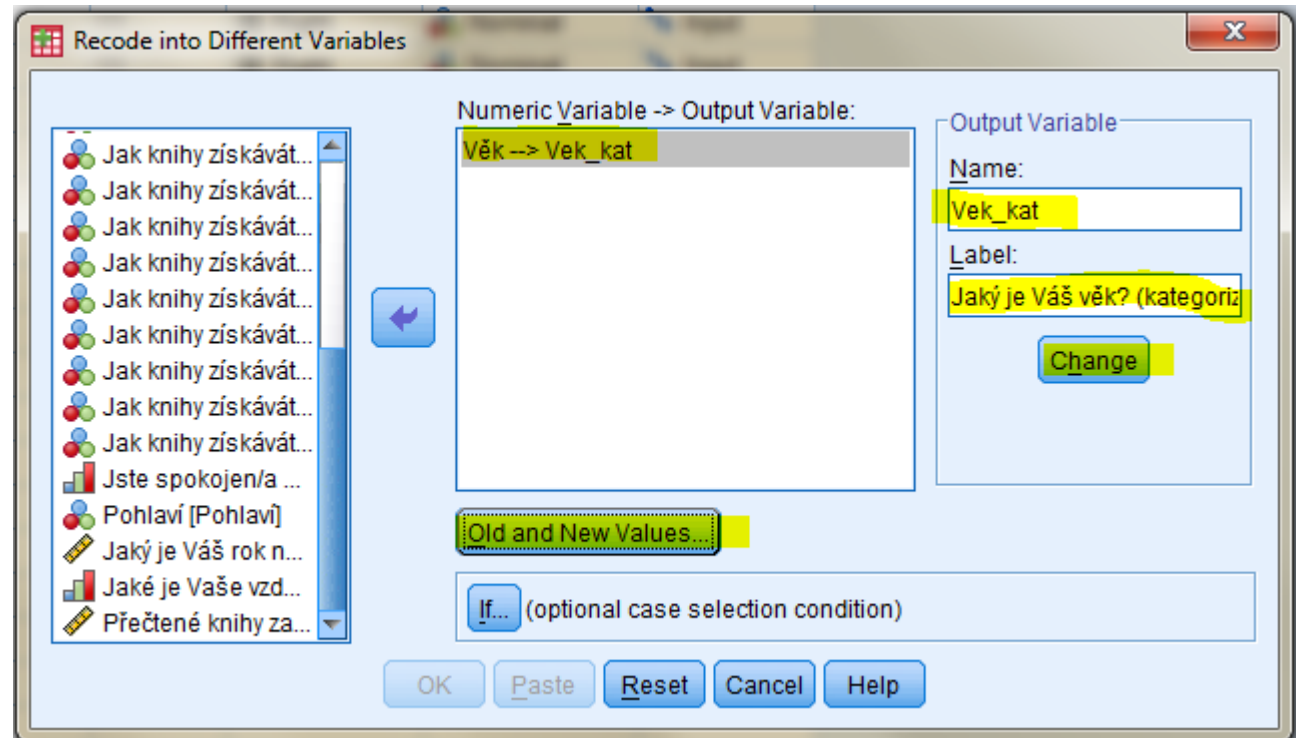 Recode into Different Variables
Jak knihy získávát...
Jak knihy získávát...
Jak knihy získávát...
Jak knihy získávát...
Jak knihy získávát...
Jak knihy získávát...
Jak knihy získávát...
Jak knihy získávát...
Jak knihy získávát...
Jste spokojen/a ...
Pohlaví [Pohlaví]
Jaký je Váš rok n...
Jaké je Vaše vzd...
Přečtené knihy za...
Numeric Variable -> Output Variable:
Věk --> Vek_kat
Old and New Values...
If... (optional case selection condition)
Output Variable
Name:
Vek_kat
Label:
Jaký je Váš věk? (kategoriz
Change
OK Paste Reset Cancel Help